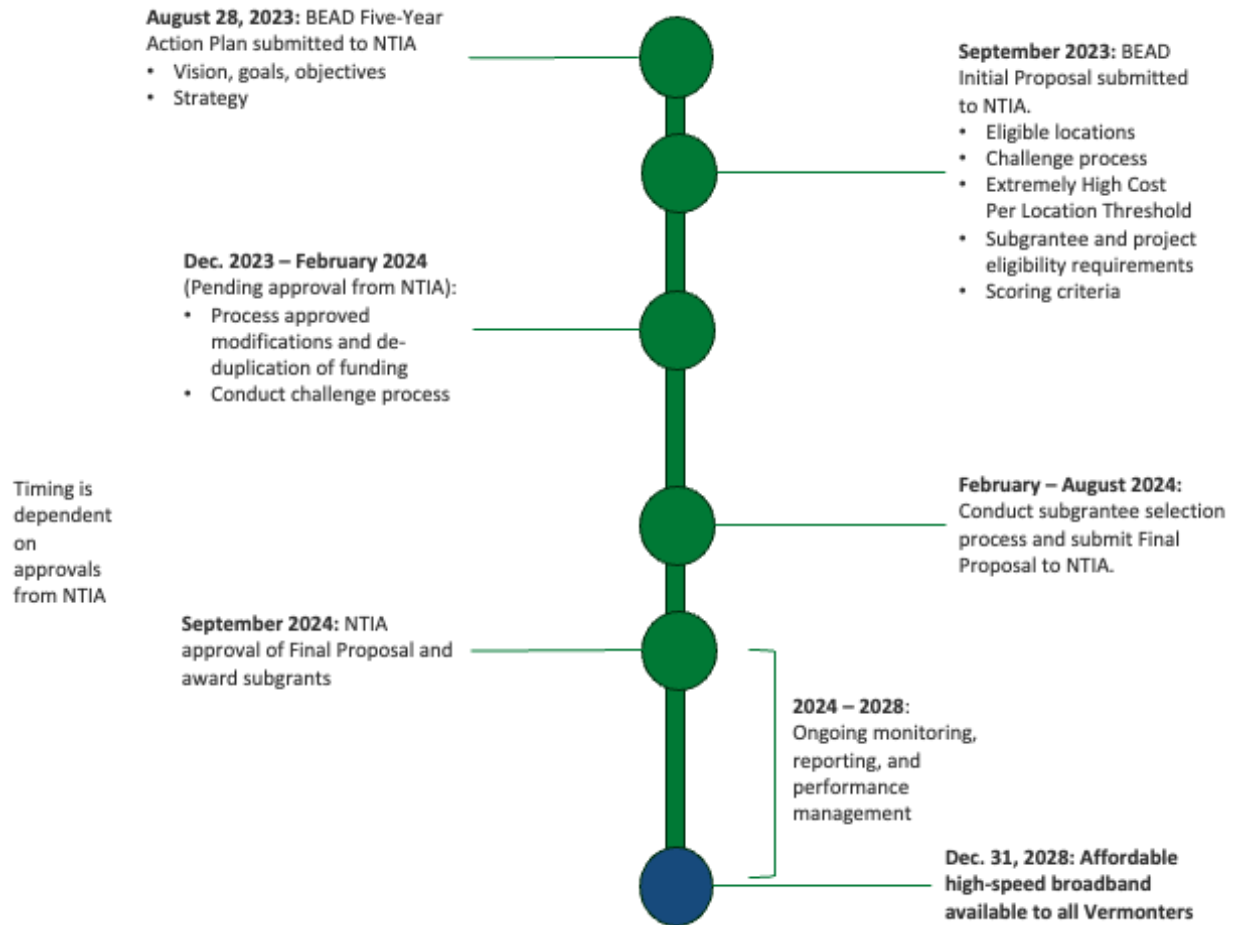 August 28, 2023: BEAD Five-Year
Action Plan submitted to NTIA
• Vision, goals, objectives
• Strategy
September 2023: BEAD
Initial Proposal submitted
to NTIA.
• Eligible locations
• Challenge process
• Extremely High Cost
Per Location Threshold
• Subgrantee and project
eligibility requirements
• Scoring criteria
Dec. 2023 – February 2024
(Pending approval from NTIA):
• Process approved
modifications and de-
duplication of funding
• Conduct challenge process
Timing is
dependent
on
approvals
from NTIA
February – August 2024:
Conduct subgrantee selection
process and submit Final
Proposal to NTIA.
September 2024: NTIA
approval of Final Proposal and
award subgrants
2024 – 2028:
Ongoing monitoring,
reporting, and
performance
management
Dec. 31, 2028: Affordable
high-speed broadband
available to all Vermonters